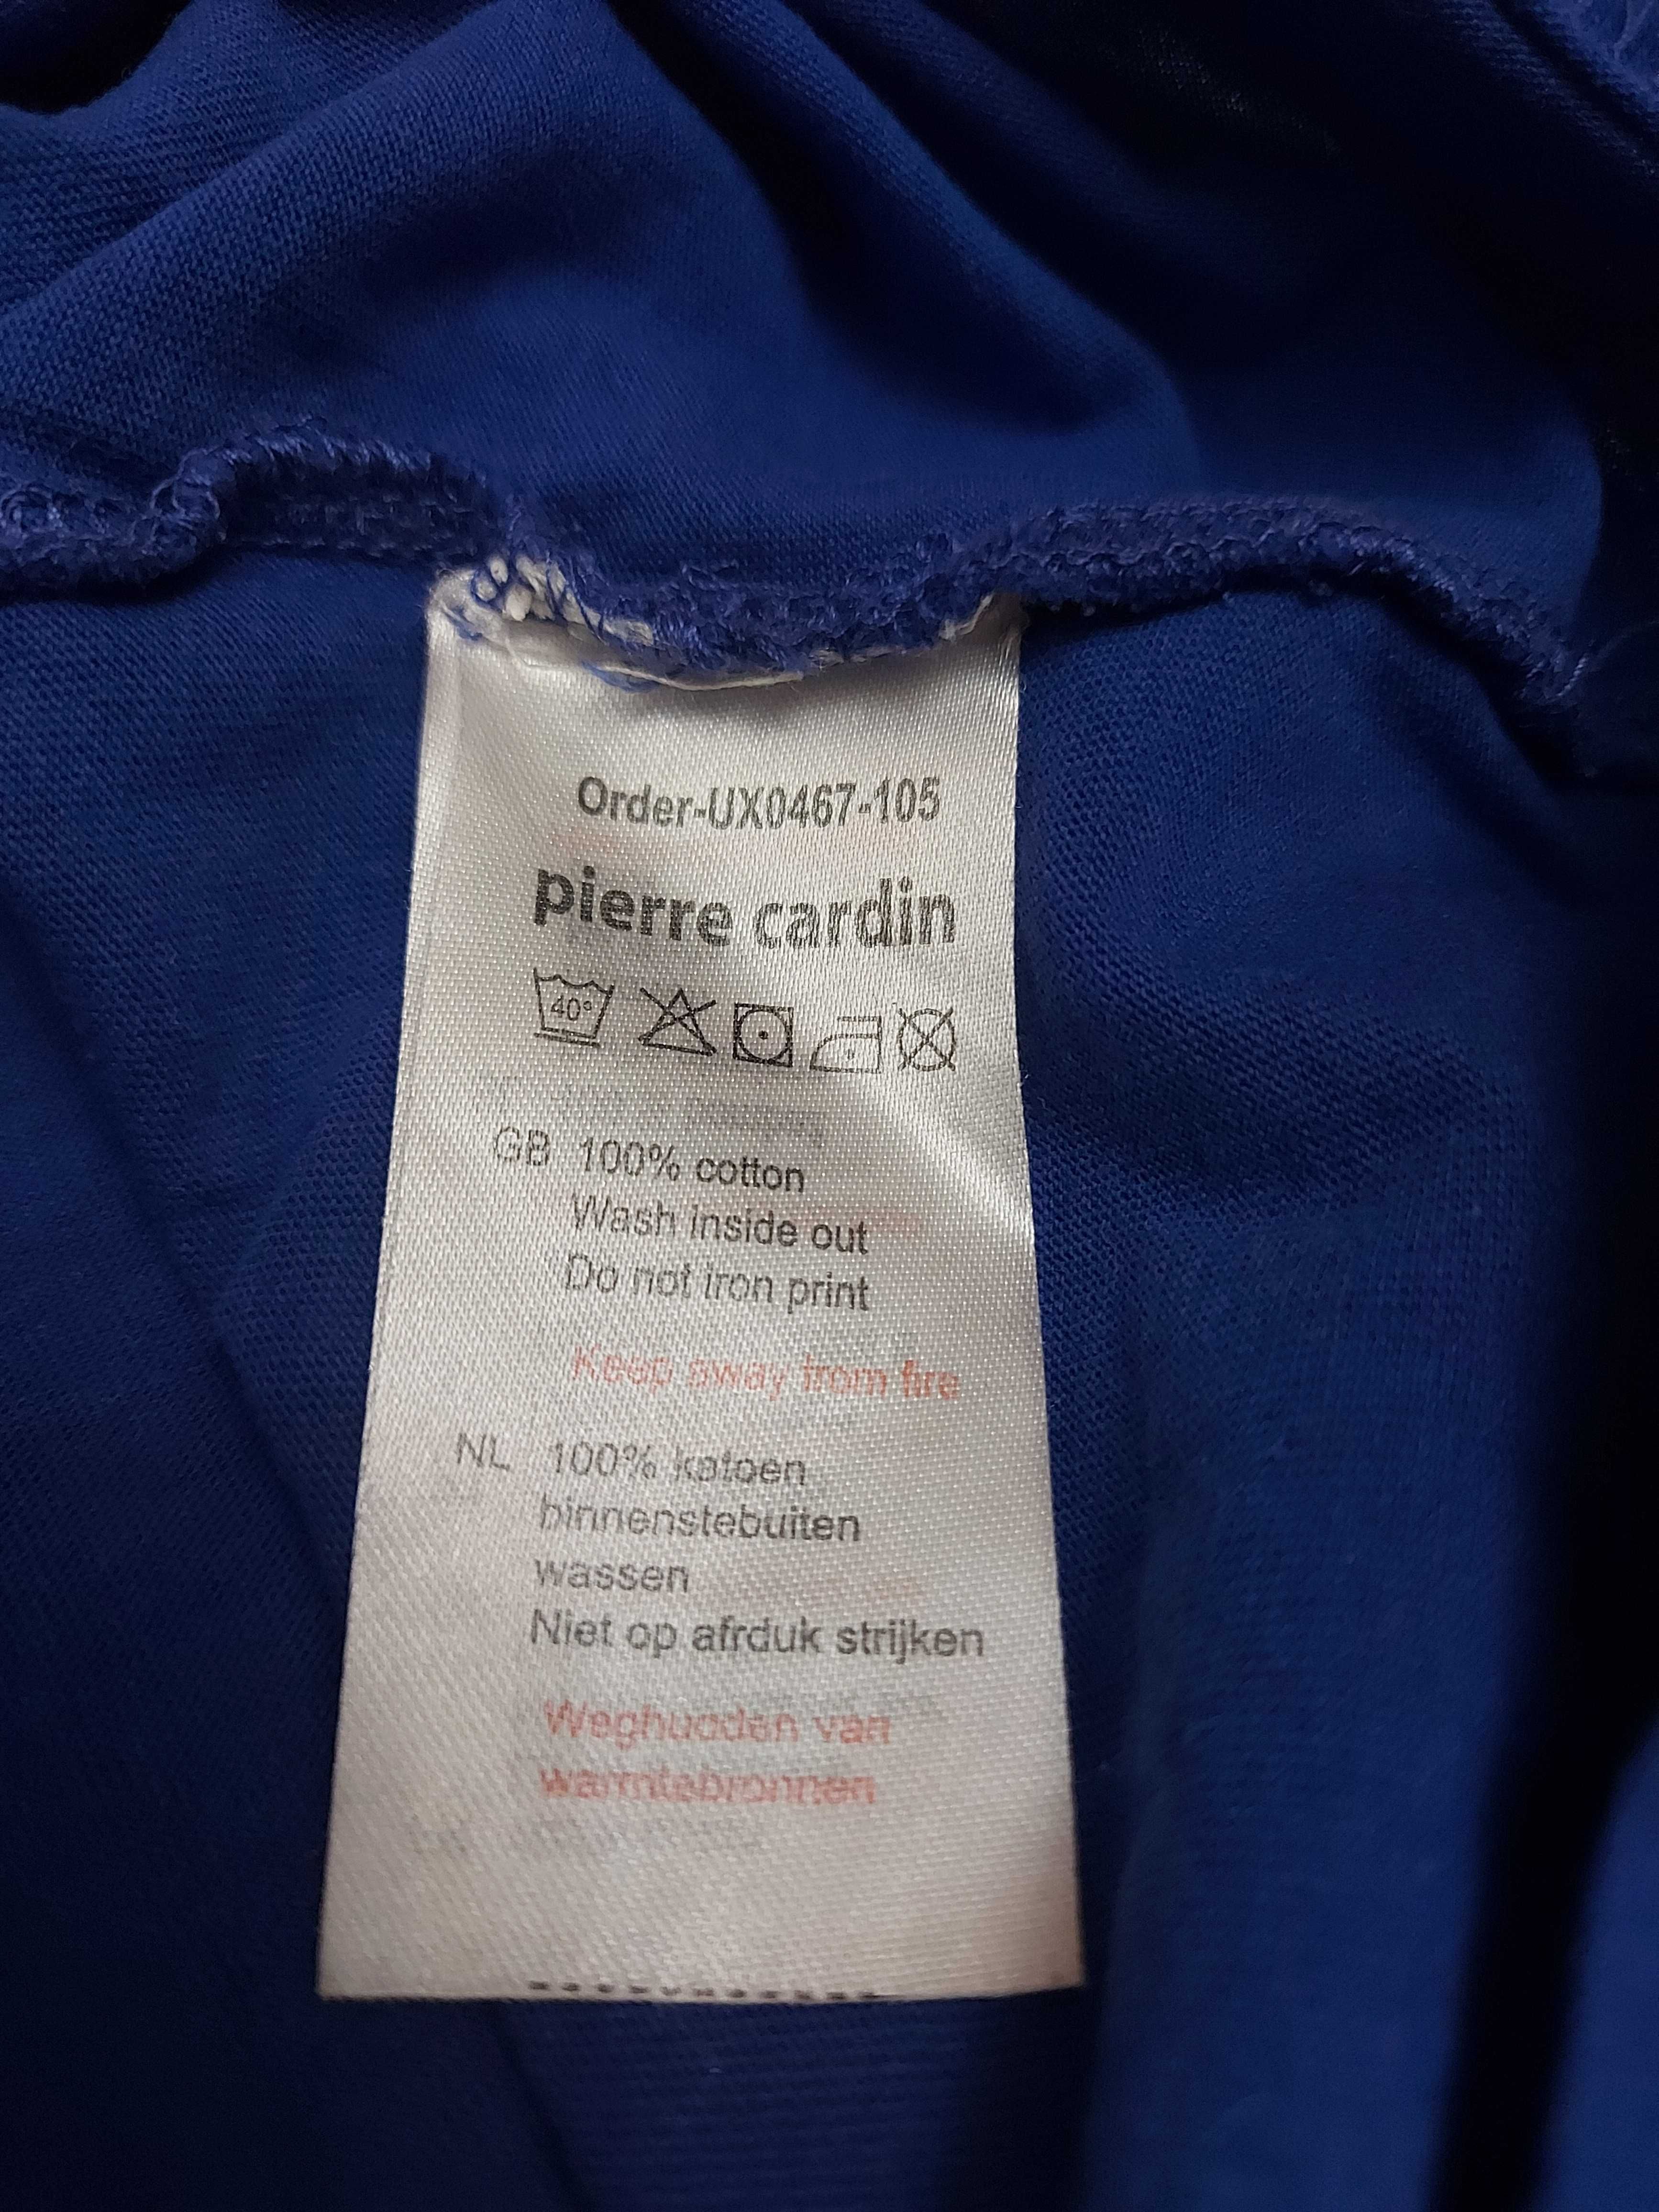 Order-UX0467-105
pierre cardin
40°
GB 100% cotton
Wash inside out
Do not iron print
Keep away from fire
NL 100% katoen
binnenstebuiten
wassen
Niet op afrduk strijken
Weghuoden van
warmtebronnen